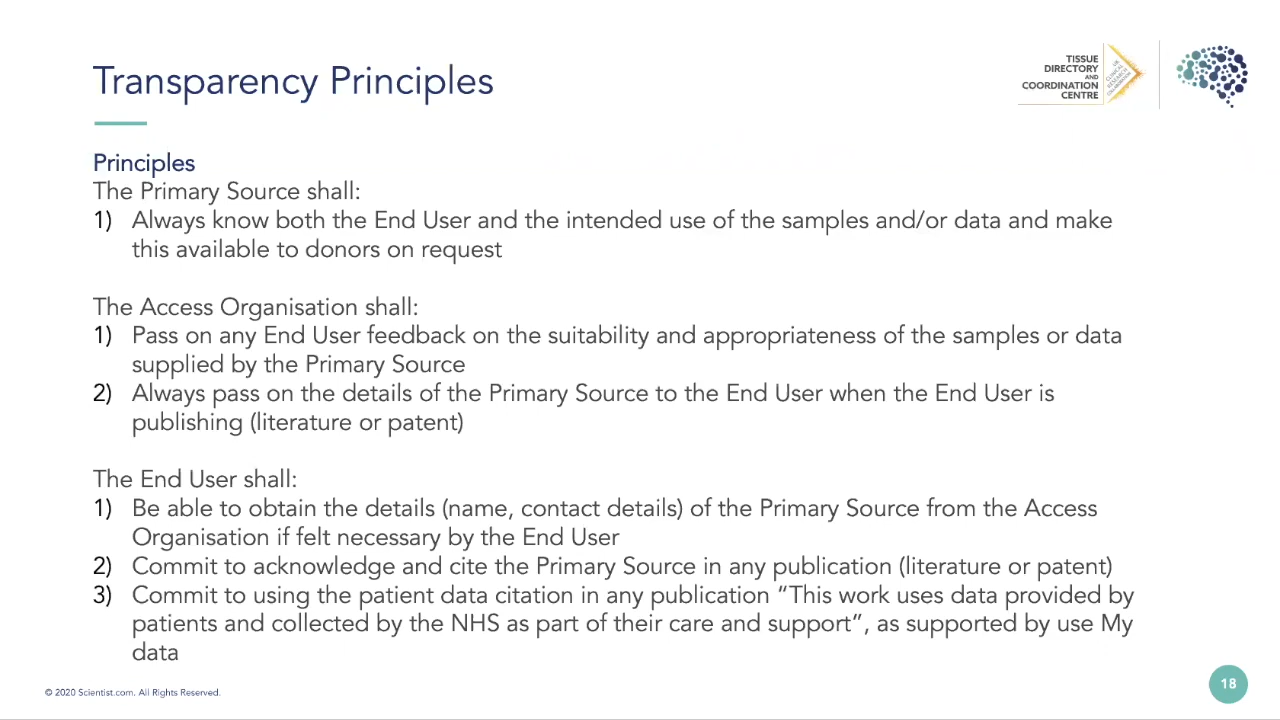 Transparency Principles
TISSUE
DIRECTORY
AND
COORDINATION
CENTRE
UK
CLINICAL
RESEARCH
COLLABORATION
Principles
The Primary Source shall:
1) Always know both the End User and the intended use of the samples and/or data and make
this available to donors on request
The Access Organisation shall:
1) Pass on any End User feedback on the suitability and appropriateness of the samples or data
supplied by the Primary Source
2) Always pass on the details of the Primary Source to the End User when the End User is
publishing (literature or patent)
The End User shall:
1) Be able to obtain the details (name, contact details) of the Primary Source from the Access
Organisation if felt necessary by the End User
2) Commit to acknowledge and cite the Primary Source in any publication (literature or patent)
3) Commit to using the patient data citation in any publication “This work uses data provided by
patients and collected by the NHS as part of their care and support”, as supported by use My
data
© 2020 Scientist.com. All Rights Reserved.
18